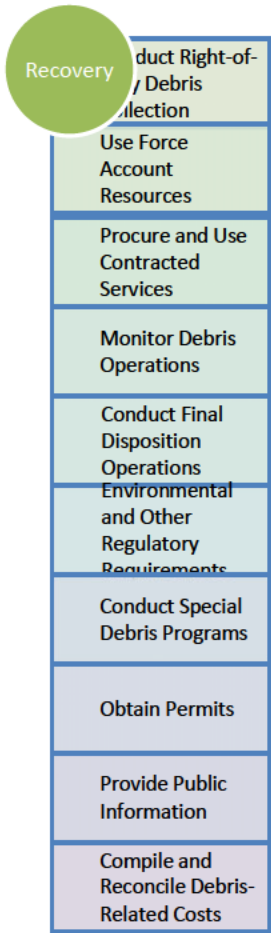 Recovery
duct Right-of-
y Debris
llection
Use Force
Account
Resources
Procure and Use
Contracted
Services
Monitor Debris
Operations
Conduct Final
Disposition
Operations
Environmental
and Other
Regulatory
Requirements
Conduct Special
Debris Programs
Obtain Permits
Provide Public
Information
Compile and
Reconcile Debris-
Related Costs